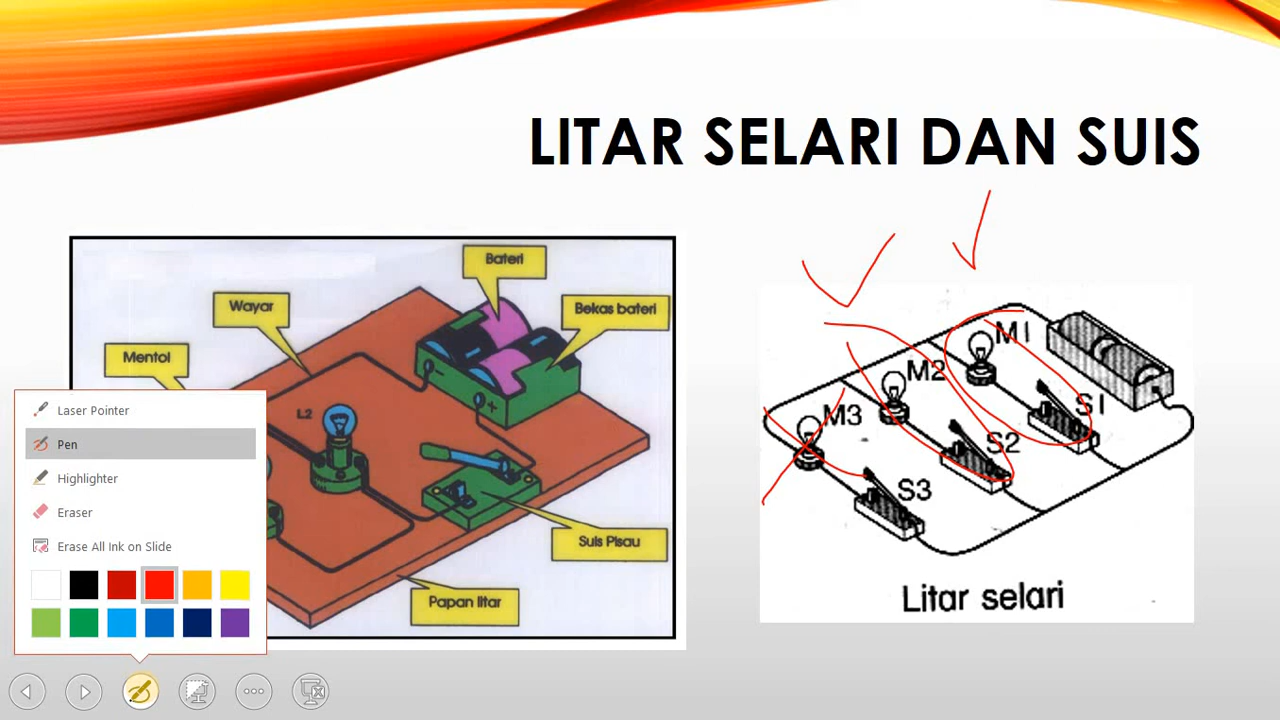 LITAR SELARI DAN SUIS
Bateri
Wayar
Bekas bateri
Mentol
L2
Suis Pisau
Papan litar
M1
M2
M3
S1
S2
S3
Litar selari
Laser Pointer
Pen
Highlighter
Eraser
Erase All Ink on Slide